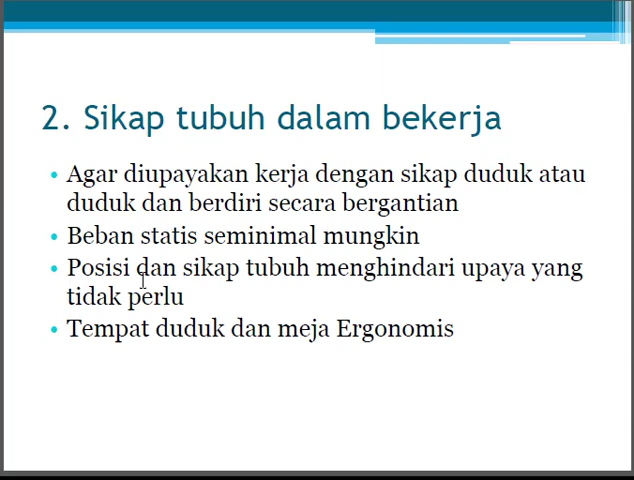 2. Sikap tubuh dalam bekerja
• Agar diupayakan kerja dengan sikap duduk atau
duduk dan berdiri secara bergantian
• Beban statis seminimal mungkin
• Posisi dan sikap tubuh menghindari upaya yang
tidak perlu
• Tempat duduk dan meja Ergonomis